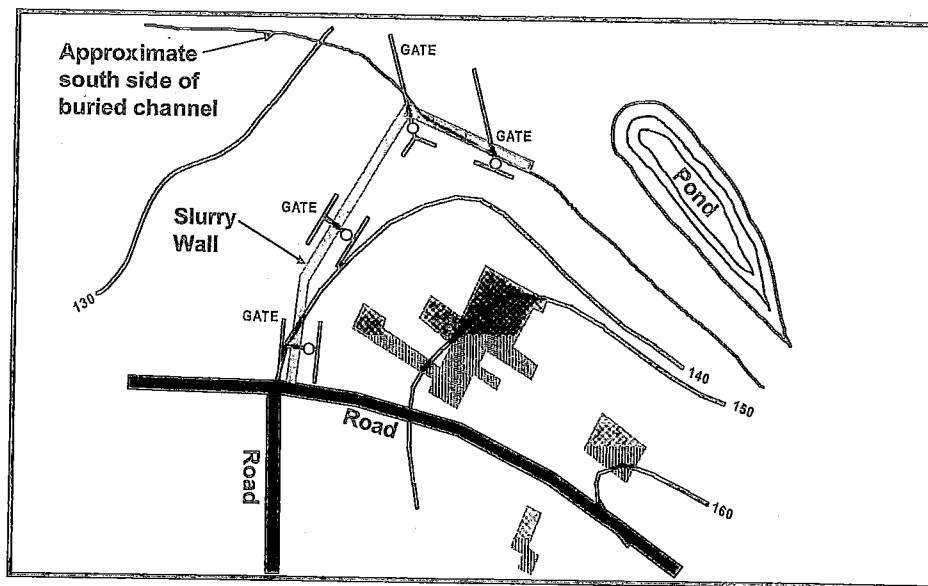 Approximate
south side of
buried channel
GATE
GATE
Pond
GATE
Slurry
Wall
130
GATE
140
150
Road
Road
160